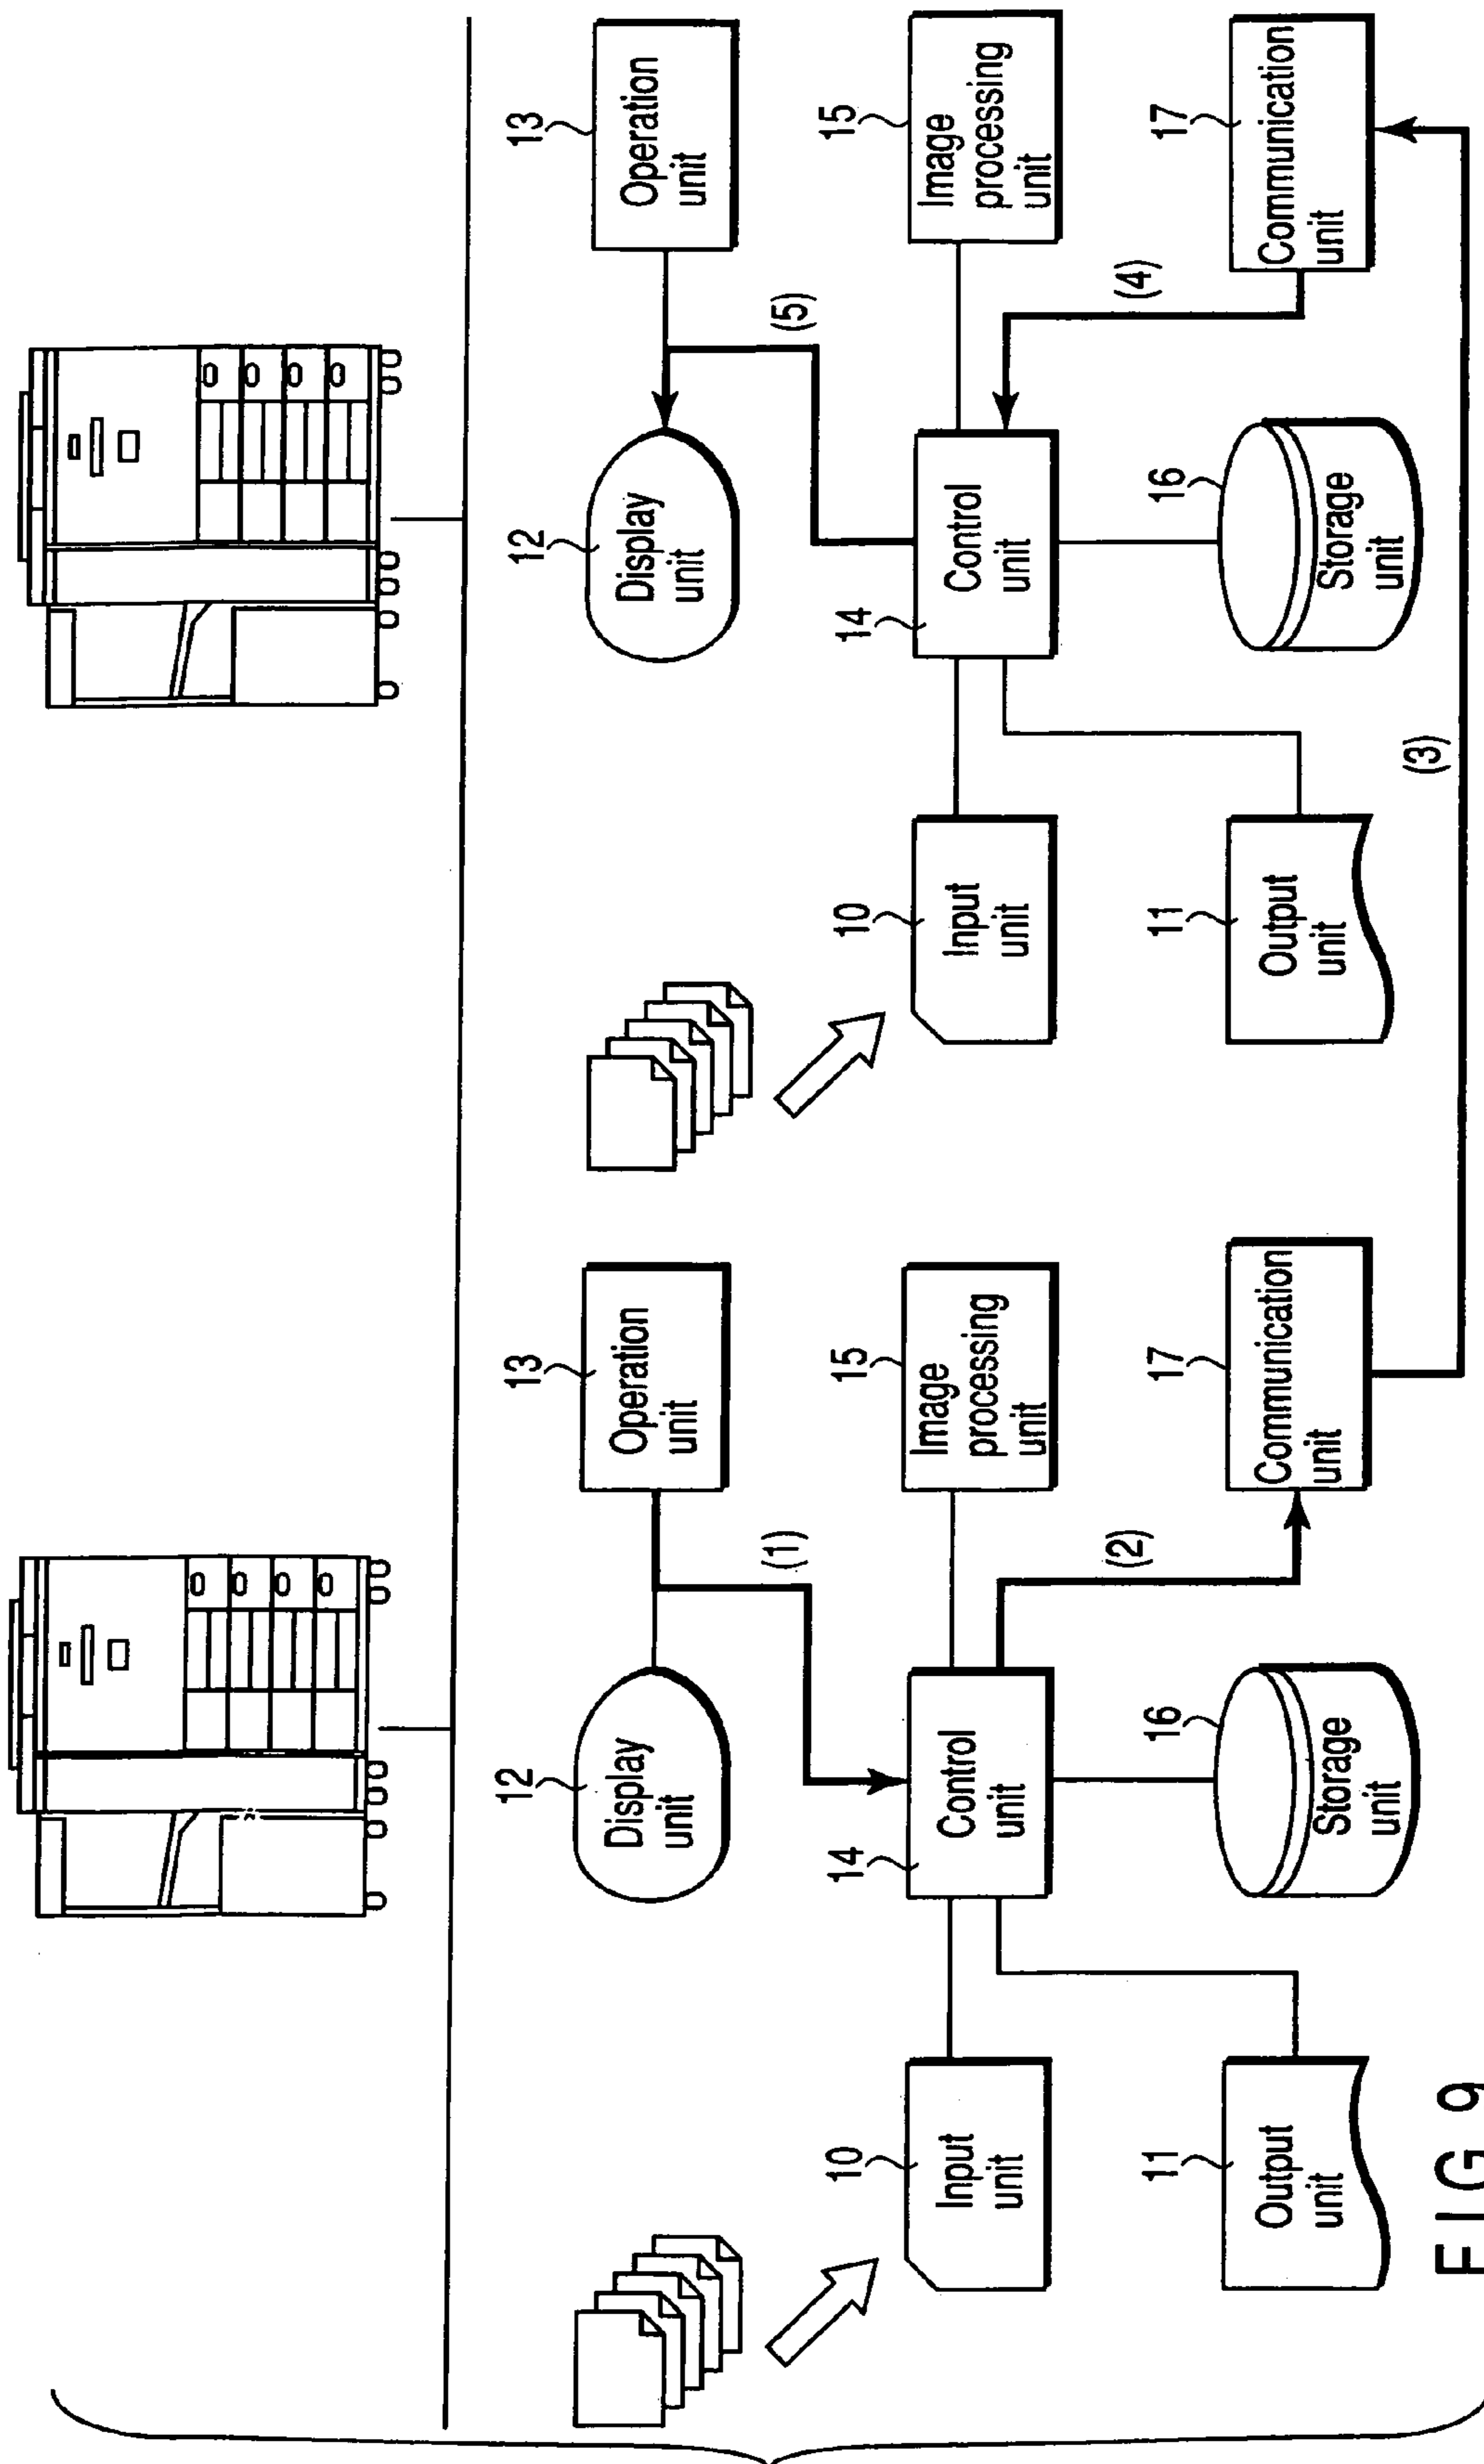 12
Display
unit
13
Operation
unit
(1)
10
Input
unit
14
Control
unit
15
Image
processing
unit
(2)
11
Output
unit
16
Storage
unit
17
Communication
unit
(3)
12
Display
unit
13
Operation
unit
(5)
10
Input
unit
14
Control
unit
15
Image
processing
unit
(4)
11
Output
unit
16
Storage
unit
17
Communication
unit
FIG. 9